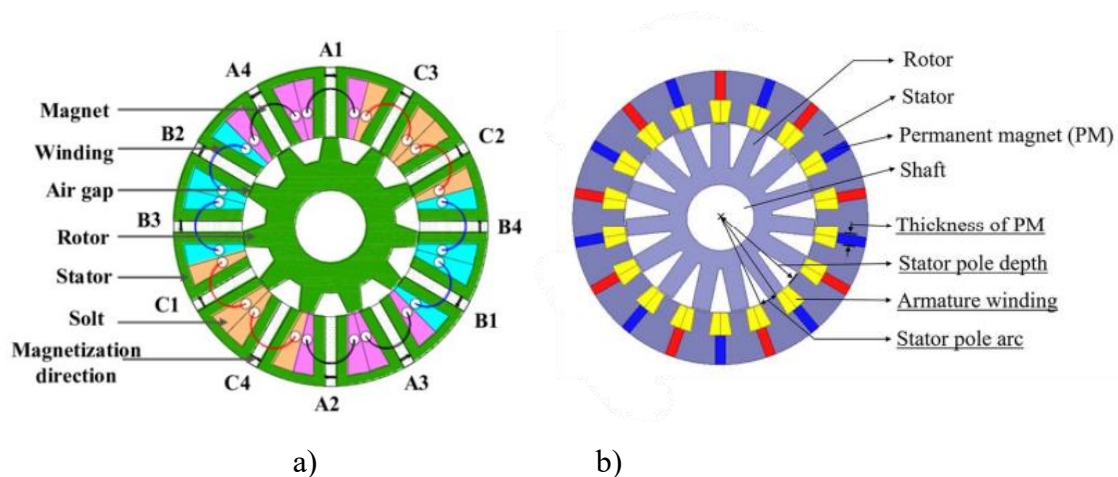 A1
A4
C3
Magnet
B2
C2
Winding
Air gap
B3
B4
Rotor
Stator
C1
B1
Solt
Magnetization
direction
C4
A3
A2
Rotor
Stator
Permanent magnet (PM)
Shaft
Thickness of PM
Stator pole depth
Armature winding
Stator pole arc
a)
b)